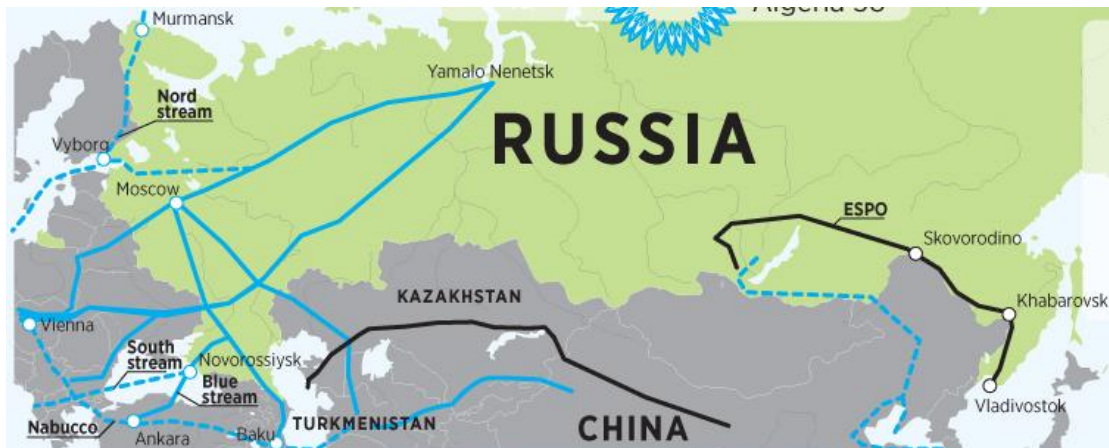 Murmansk
Yamalo Nenetsk
Nord
stream
RUSSIA
Vyborg
Moscow
ESPO
Skovorodino
KAZAKHSTAN
Khabarovsk
Vienna
South
stream
Novorossiysk
Blue
stream
Vladivostok
Nabucco
Ankara
Baku
TURKMENISTAN
CHINA